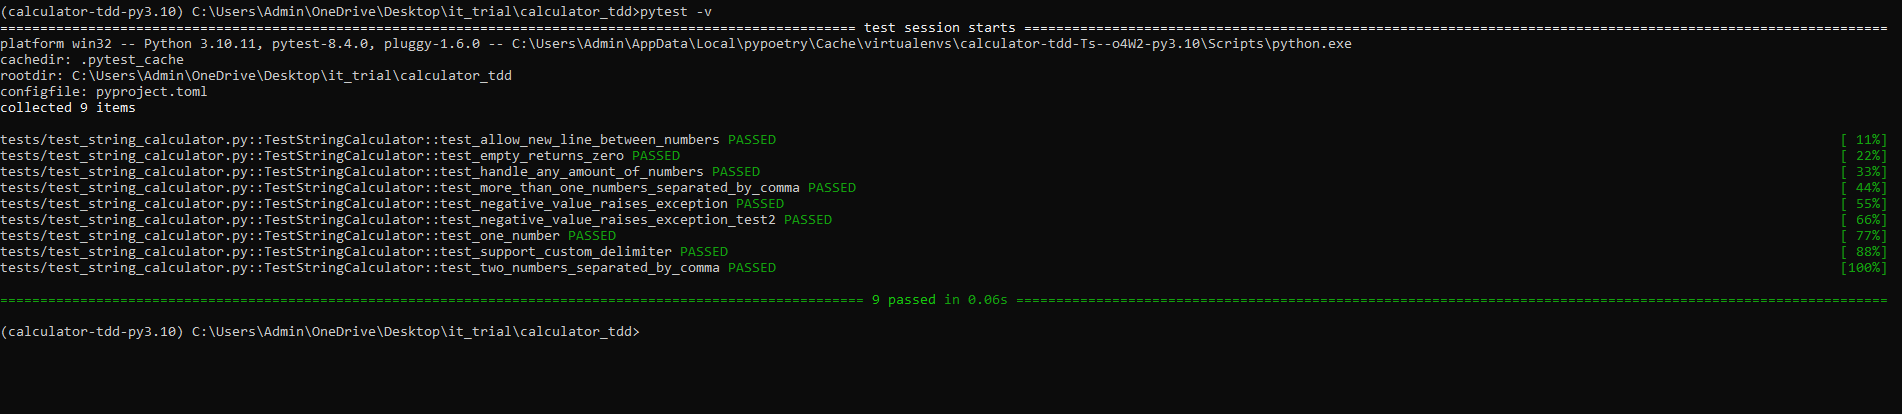 (calculator-tdd-py3.10) C:\Users\Admin\OneDrive\Desktop\it_trial\calculator_tdd>pytest -v
=========================================================================================================== test session starts ============================================================================================================
platform win32 -- Python 3.10.11, pytest-8.4.0, pluggy-1.6.0 -- C:\Users\Admin\AppData\Local\pypoetry\Cache\virtualenvs\calculator-tdd-Ts--o4W2-py3.10\Scripts\python.exe
cachedir: .pytest_cache
rootdir: C:\Users\Admin\OneDrive\Desktop\it_trial\calculator_tdd
configfile: pyproject.toml
collected 9 items
tests/test_string_calculator.py::TestStringCalculator::test_allow_new_line_between_numbers PASSED [ 11%]
tests/test_string_calculator.py::TestStringCalculator::test_empty_returns_zero PASSED [ 22%]
tests/test_string_calculator.py::TestStringCalculator::test_handle_any_amount_of_numbers PASSED [ 33%]
tests/test_string_calculator.py::TestStringCalculator::test_more_than_one_numbers_separated_by_comma PASSED [ 44%]
tests/test_string_calculator.py::TestStringCalculator::test_negative_value_raises_exception PASSED [ 55%]
tests/test_string_calculator.py::TestStringCalculator::test_negative_value_raises_exception_test2 PASSED [ 66%]
tests/test_string_calculator.py::TestStringCalculator::test_one_number PASSED [ 77%]
tests/test_string_calculator.py::TestStringCalculator::test_support_custom_delimiter PASSED [ 88%]
tests/test_string_calculator.py::TestStringCalculator::test_two_numbers_separated_by_comma PASSED [100%]
============================================================================================================ 9 passed in 0.06s =============================================================================================================
(calculator-tdd-py3.10) C:\Users\Admin\OneDrive\Desktop\it_trial\calculator_tdd>